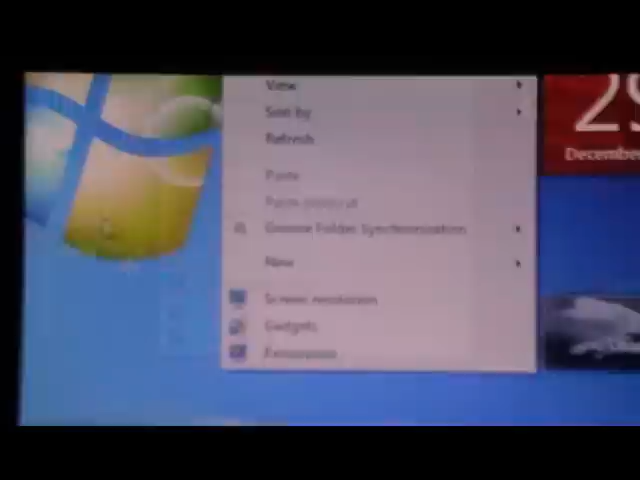 View
Sort by
Refresh
Paste
Paste shortcut
Groove Folder Synchronization
New
Screen resolution
Gadgets
Personalize
29
December